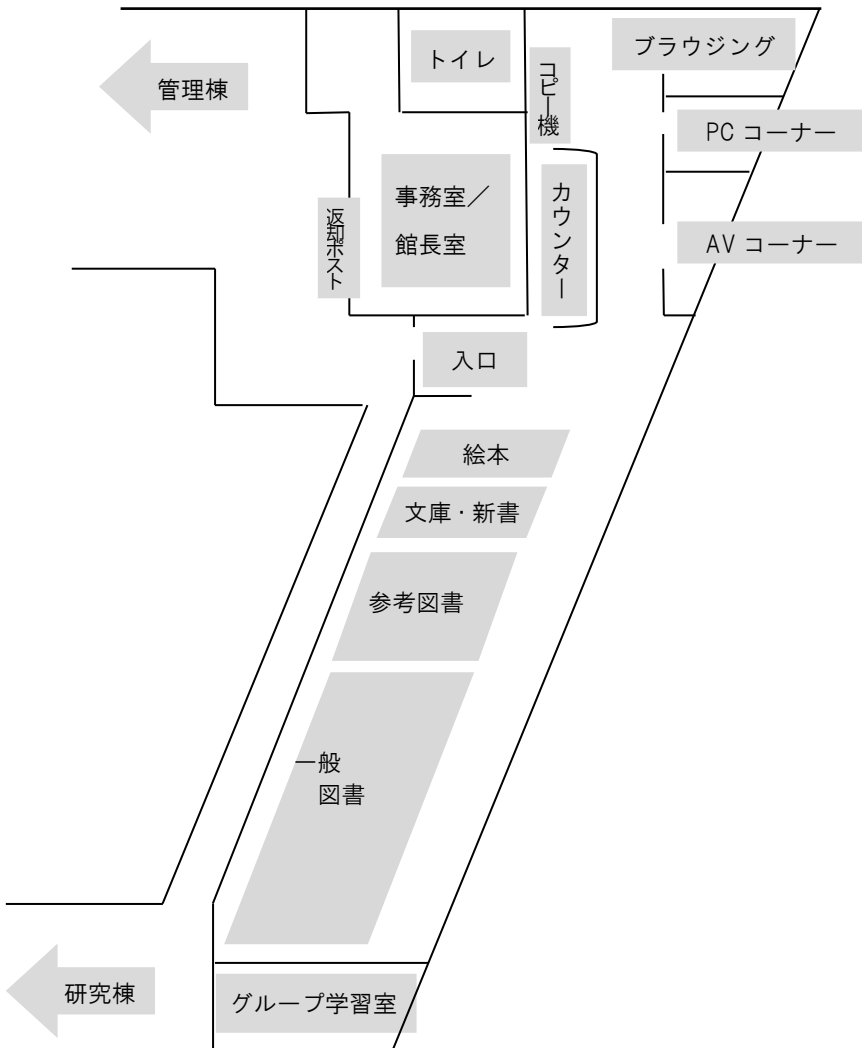 ブラウジング
トイレ
コピー機
管理棟
PC コーナー
事務室／
館長室
カウンター
返却ポスト
AV コーナー
入口
絵本
文庫・新書
参考図書
一般
図書
研究棟
グループ学習室